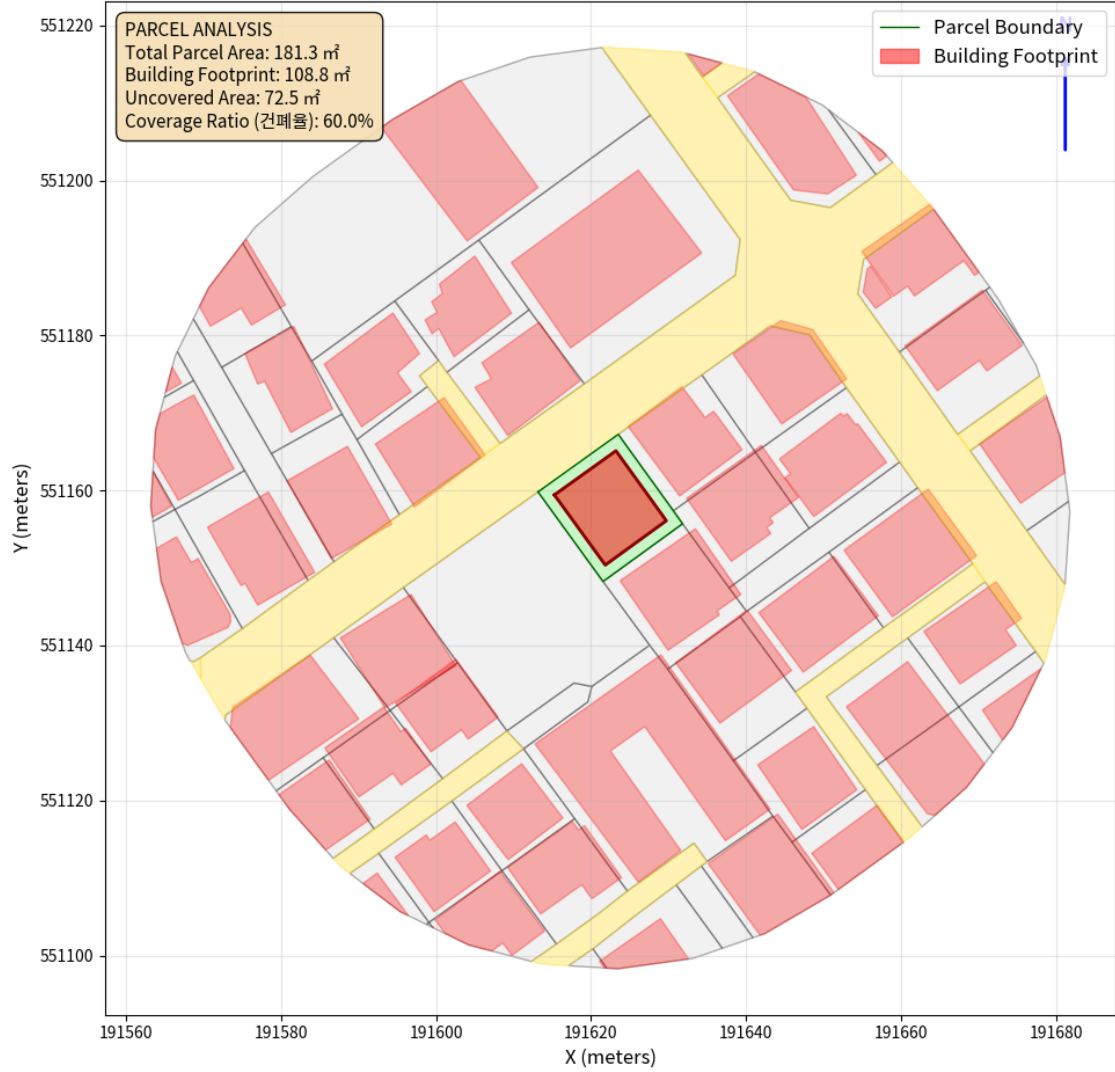 PARCEL ANALYSIS
Total Parcel Area: 181.3 ㎡
Building Footprint: 108.8 ㎡
Uncovered Area: 72.5 ㎡
Coverage Ratio (건폐율): 60.0%
Parcel Boundary
Building Footprint
N
551220
551200
551180
551160
551140
551120
551100
Y (meters)
191560
191580
191600
191620
191640
191660
191680
X (meters)